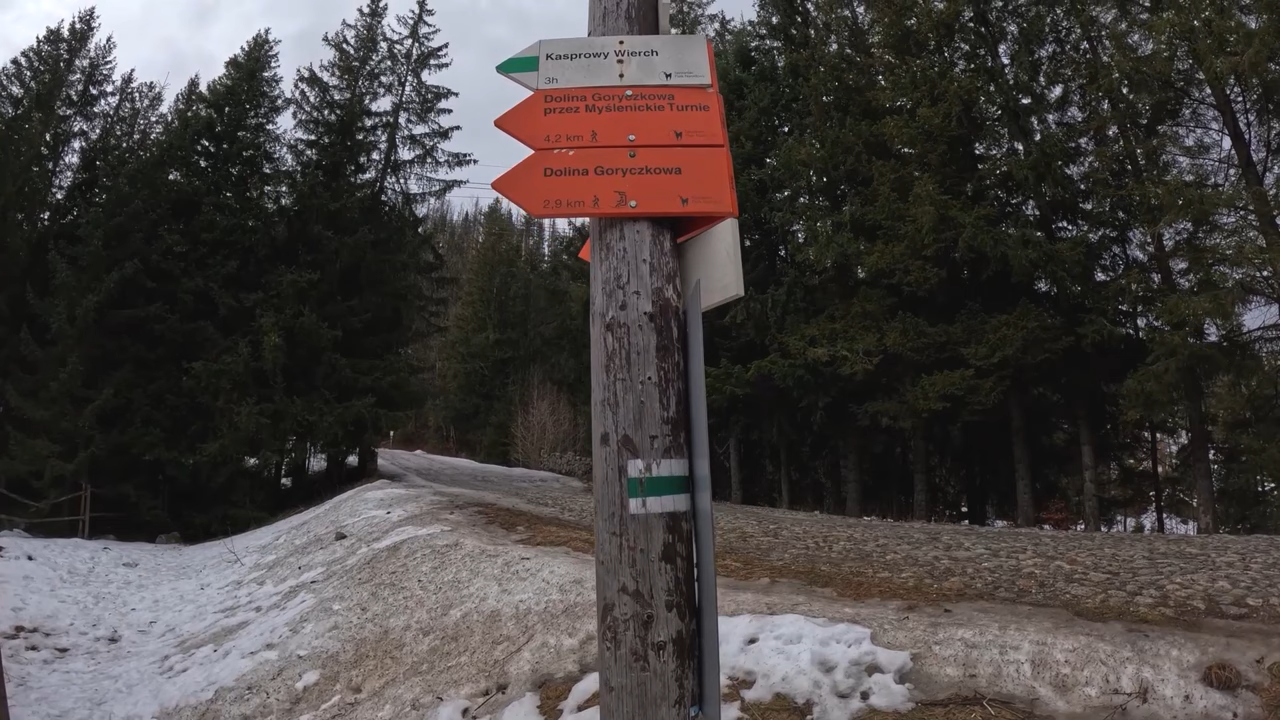 Kasprowy Wierch
3h
Dolina Goryczkowa
przez Myślenickie Turnie
4,2 km
Dolina Goryczkowa
2,9 km